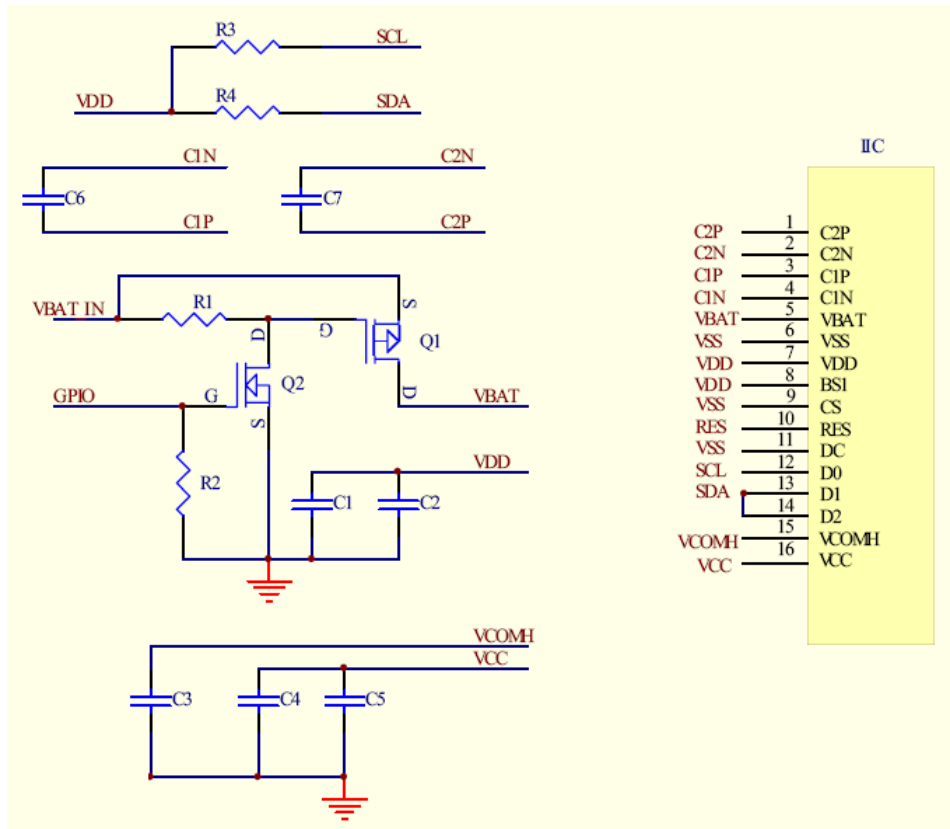 R3
SCL
VDD
R4
SDA
C1N
C6
C1P
C2N
C7
C2P
VBAT IN
R1
D
G
S
Q1
D
VBAT
GPIO
G
Q2
S
R2
VDD
C1
C2
VCOMH
VCC
C3
C4
C5
IIC
C2P 1 C2P
C2N 2 C2N
C1P 3 C1P
C1N 4 C1N
VBAT 5 VBAT
VSS 6 VSS
VDD 7 VDD
VDD 8 BS1
VSS 9 CS
RES 10 RES
VSS 11 DC
SCL 12 D0
SDA 13 D1
14 D2
VCOMH 15 VCOMH
VCC 16 VCC